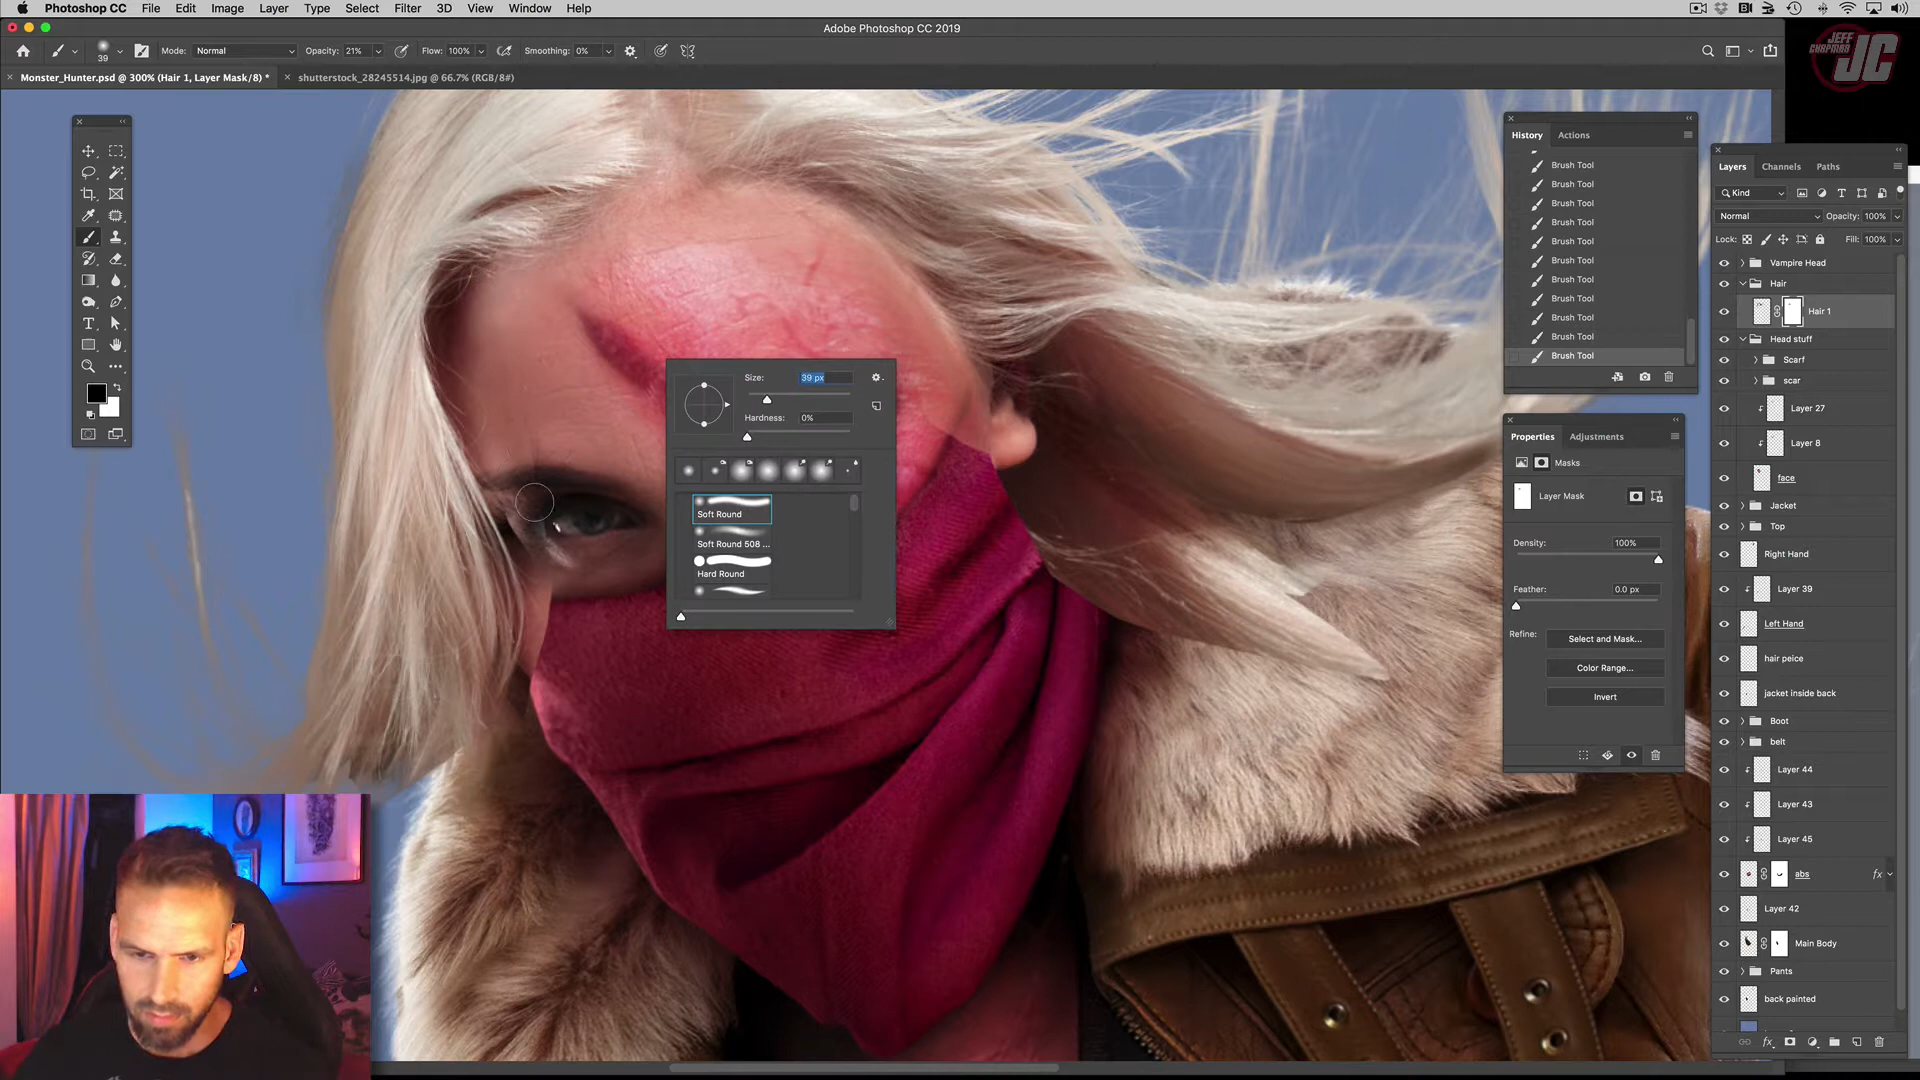 Photoshop CC File Edit Image Layer Type Select Filter 3D View Window Help
Adobe Photoshop CC 2019
39 Mode: Normal Opacity: 21% Flow: 100% Smoothing: 0%
Monster_Hunter.psd @ 300% (Hair 1, Layer Mask/8) * shutterstock_28245514.jpg @ 66.7% (RGB/8#)
JEFF CHAPMAN JC
Size: 39 px
Hardness: 0%
Soft Round
Soft Round 508 ...
Hard Round
History Actions
Brush Tool
Brush Tool
Brush Tool
Brush Tool
Brush Tool
Brush Tool
Brush Tool
Brush Tool
Brush Tool
Brush Tool
Brush Tool
Properties Adjustments
Masks
Layer Mask
Density: 100%
Feather: 0.0 px
Refine: Select and Mask...
Color Range...
Invert
Layers Channels Paths
Kind
Normal Opacity: 100%
Lock: Fill: 100%
Vampire Head
Hair
Hair 1
Head stuff
Scarf
scar
Layer 27
Layer 8
face
Jacket
Top
Right Hand
Layer 39
Left Hand
hair peice
jacket inside back
Boot
belt
Layer 44
Layer 43
Layer 45
abs fx
Layer 42
Main Body
Pants
back painted
fx